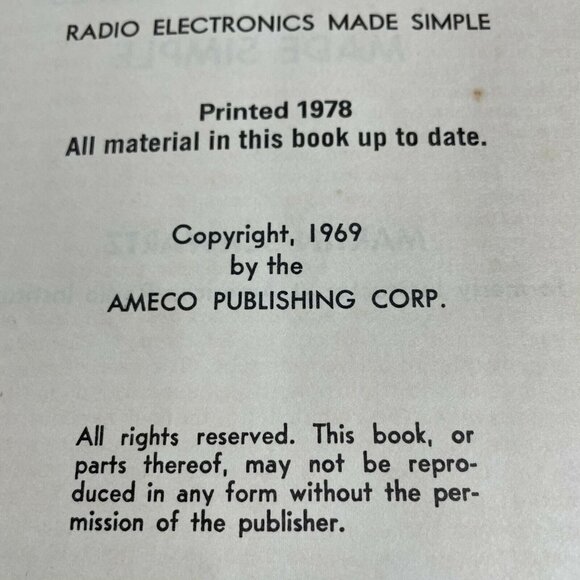 RADIO ELECTRONICS MADE SIMPLE
Printed 1978
All material in this book up to date.
Copyright, 1969
by the
AMECO PUBLISHING CORP.
All rights reserved. This book, or
parts thereof, may not be repro-
duced in any form without the per-
mission of the publisher.